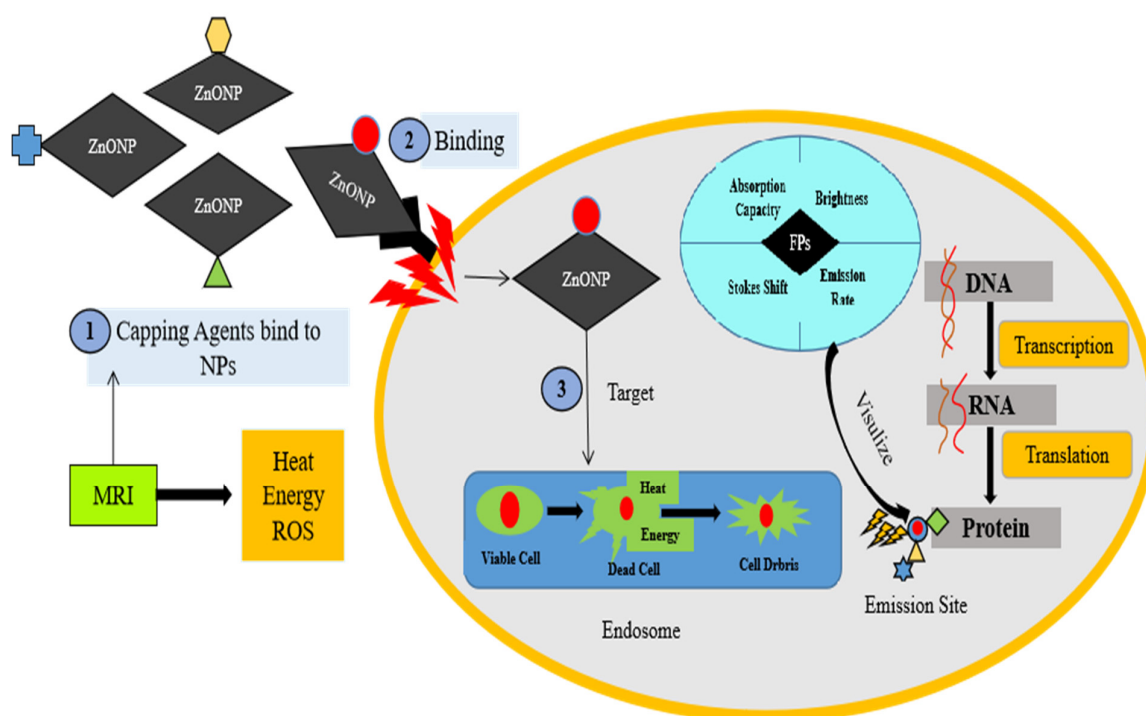 ZnONP
ZnONP
ZnONP
ZnONP
2
Binding
1
Capping Agents bind to
NPs
MRI
Heat
Energy
ROS
ZnONP
3
Target
Absorption
Capacity
Brightness
FPs
Stokes Shift
Emission
Rate
Visulize
DNA
Transcription
RNA
Translation
Protein
Emission Site
Heat
Energy
Viable Cell
Dead Cell
Cell Drbris
Endosome